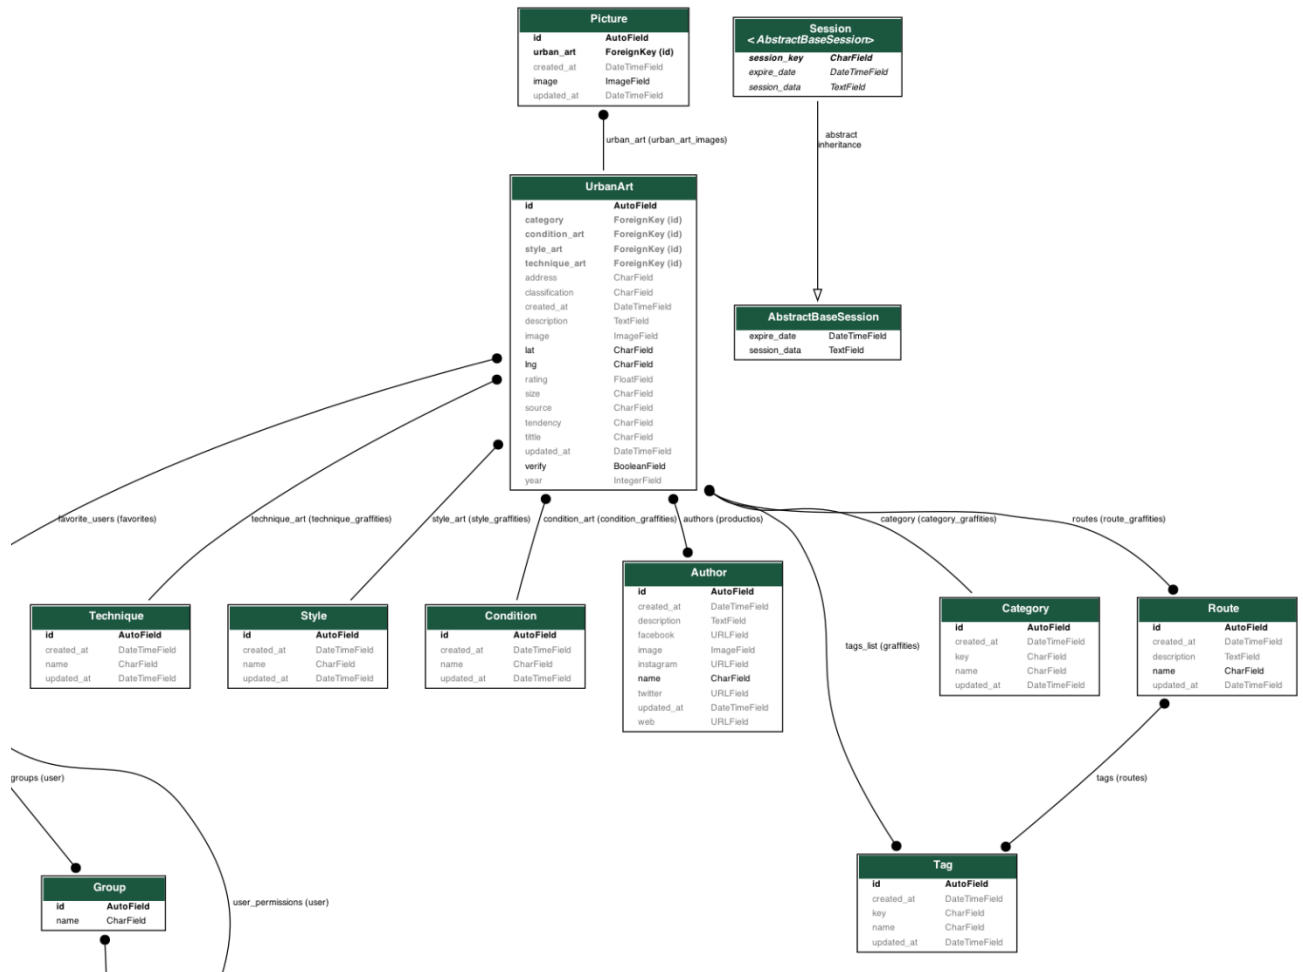 Picture
id AutoField
urban_art ForeignKey (id)
created_at DateTimeField
image ImageField
updated_at DateTimeField
Session
< AbstractBaseSession>
session_key CharField
expire_date DateTimeField
session_data TextField
urban_art (urban_art_images)
abstract
inheritance
UrbanArt
id AutoField
category ForeignKey (id)
condition_art ForeignKey (id)
style_art ForeignKey (id)
technique_art ForeignKey (id)
address CharField
classification CharField
created_at DateTimeField
description TextField
image ImageField
lat CharField
lng CharField
rating FloatField
size CharField
source CharField
tendency CharField
tittle CharField
updated_at DateTimeField
verify BooleanField
year IntegerField
AbstractBaseSession
expire_date DateTimeField
session_data TextField
favorite_users (favorites)
technique_art (technique_graffities)
style_art (style_graffities)
condition_art (condition_graffities)
authors (productios)
category (category_graffities)
routes (route_graffities)
Technique
id AutoField
created_at DateTimeField
name CharField
updated_at DateTimeField
Style
id AutoField
created_at DateTimeField
name CharField
updated_at DateTimeField
Condition
id AutoField
created_at DateTimeField
name CharField
updated_at DateTimeField
Author
id AutoField
created_at DateTimeField
description TextField
facebook URLField
image ImageField
instagram URLField
name CharField
twitter URLField
updated_at DateTimeField
web URLField
tags_list (graffities)
Category
id AutoField
created_at DateTimeField
key CharField
name CharField
updated_at DateTimeField
Route
id AutoField
created_at DateTimeField
description TextField
name CharField
updated_at DateTimeField
groups (user)
tags (routes)
Group
id AutoField
name CharField
user_permissions (user)
Tag
id AutoField
created_at DateTimeField
key CharField
name CharField
updated_at DateTimeField